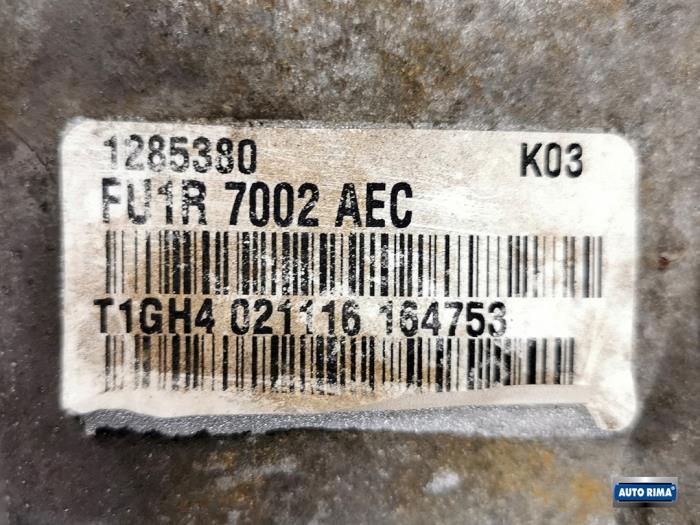 1285380 K03
FU1R 7002 AEC
T1GH4 021116 164753
AUTO RIMA